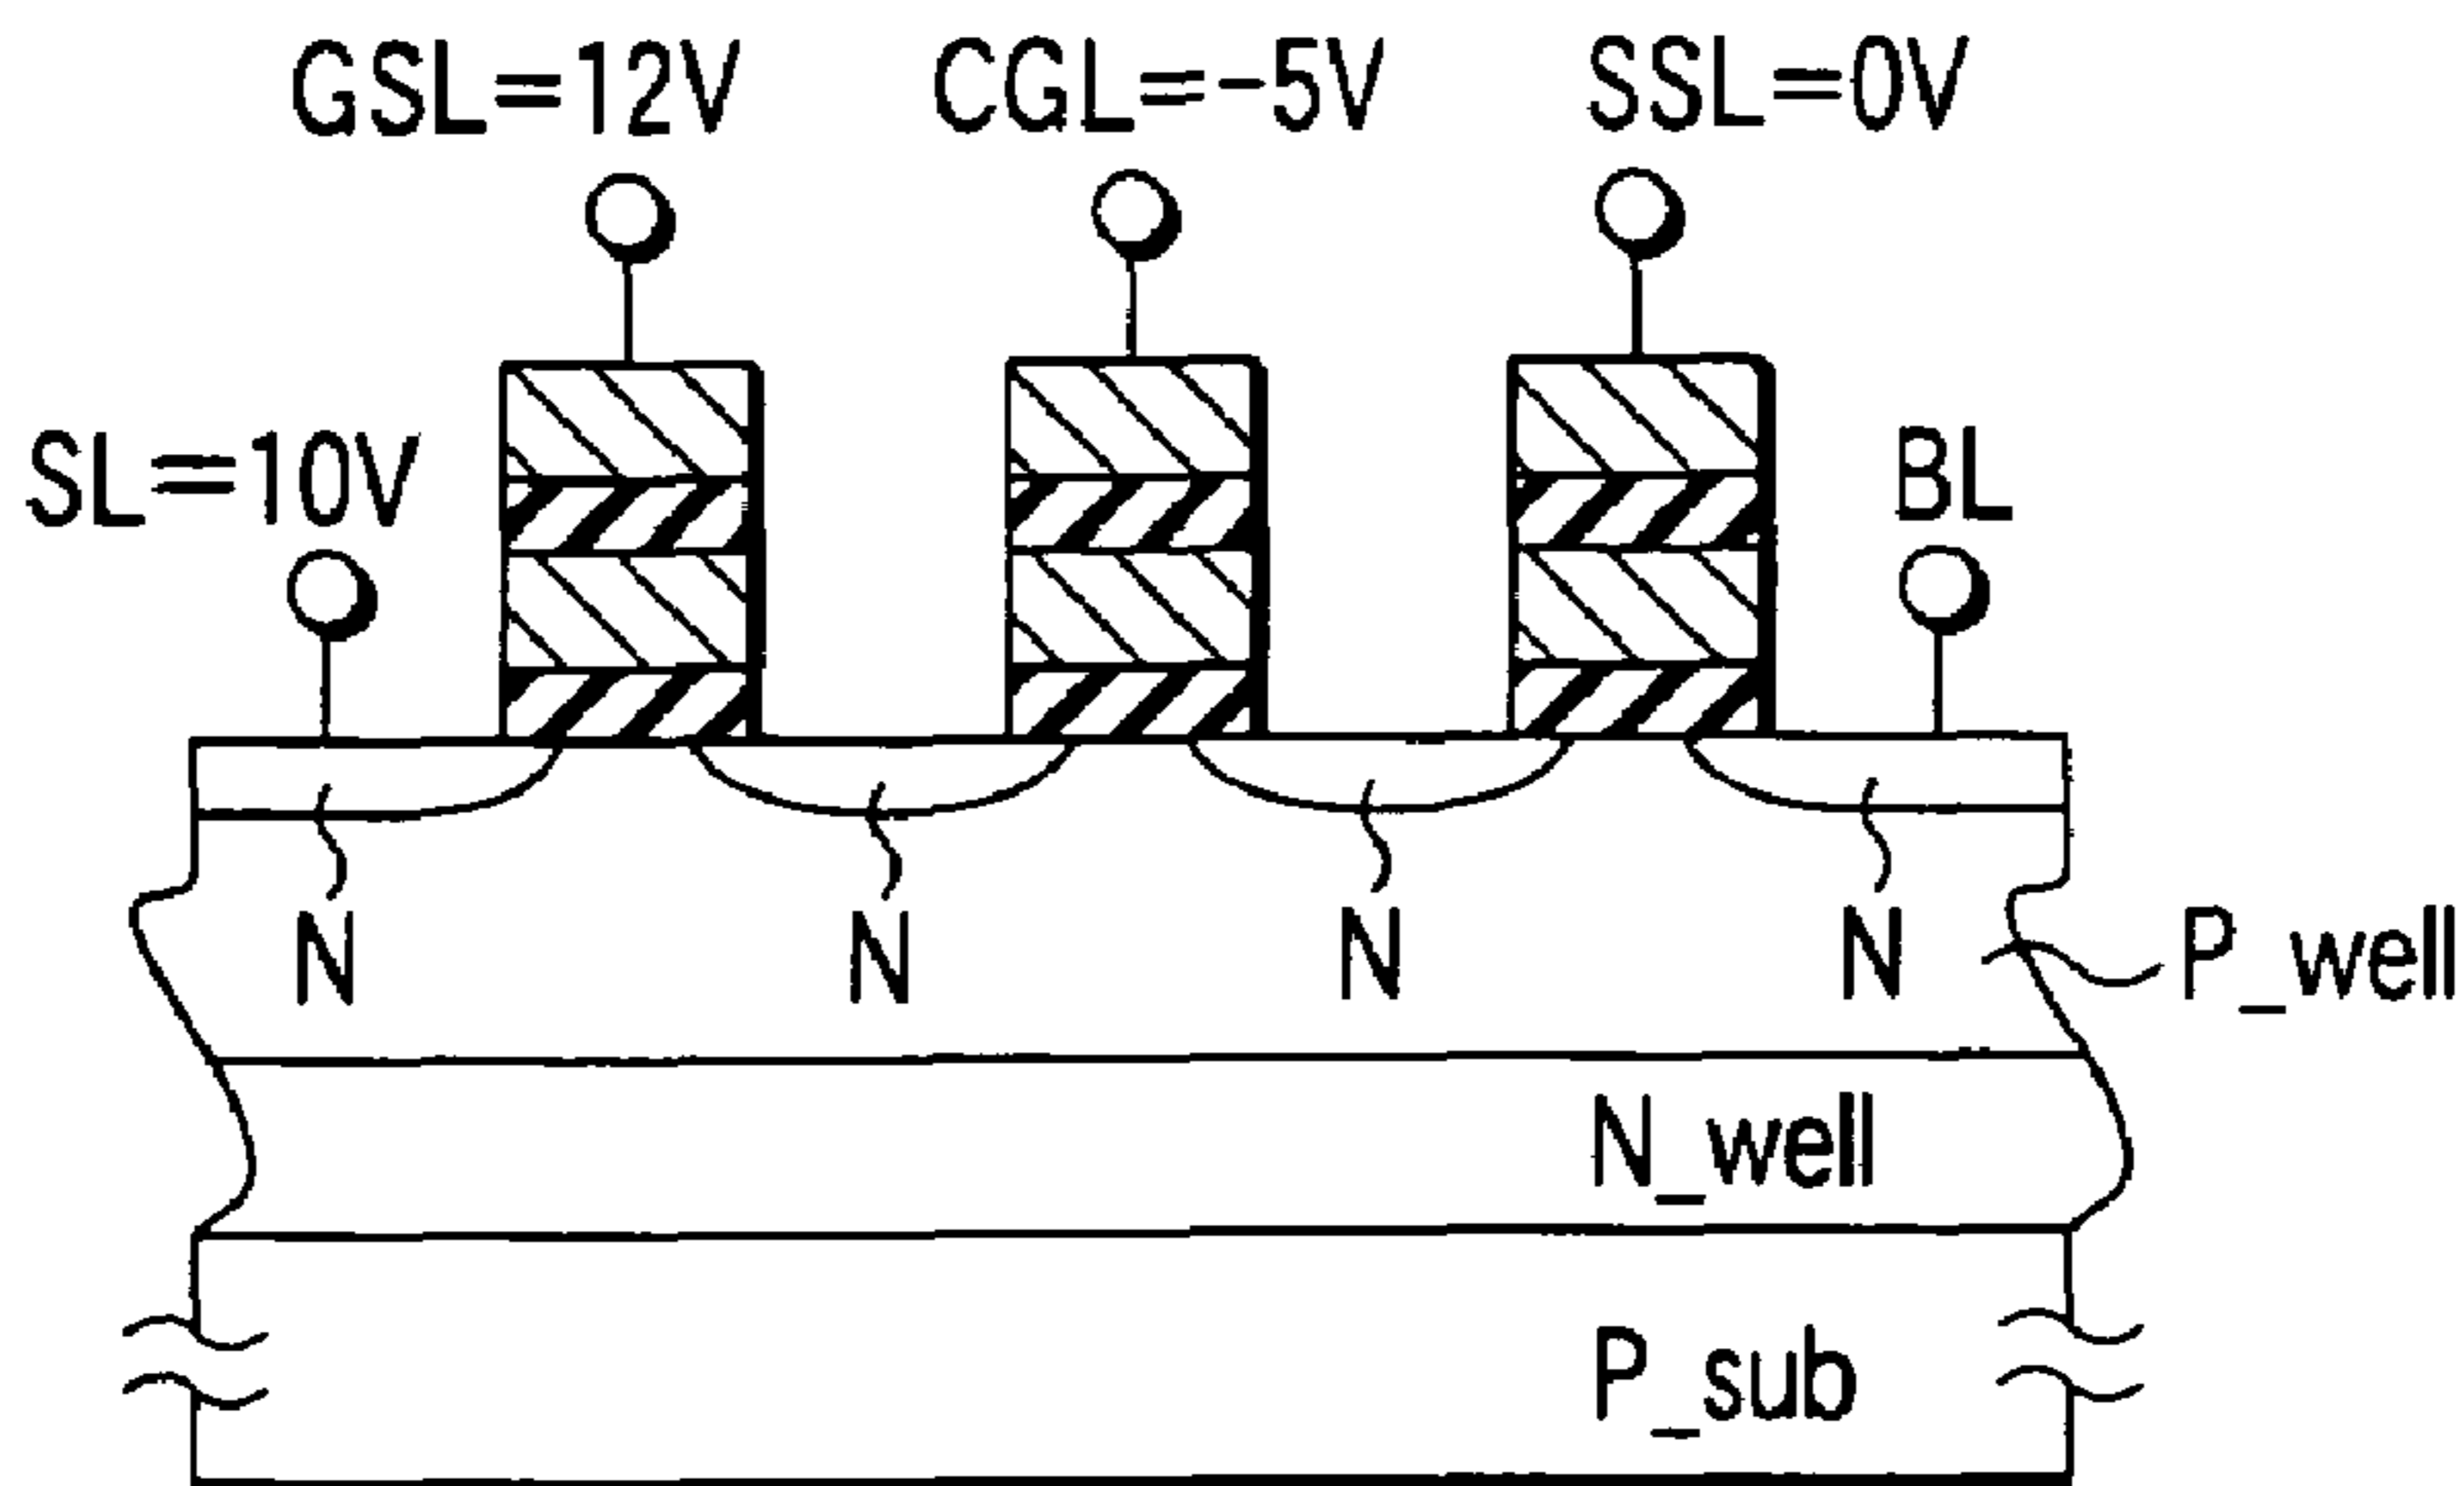 GSL=12V CGL=-5V SSL=0V
SL=10V BL
N N N N P_well
N_well
P_sub